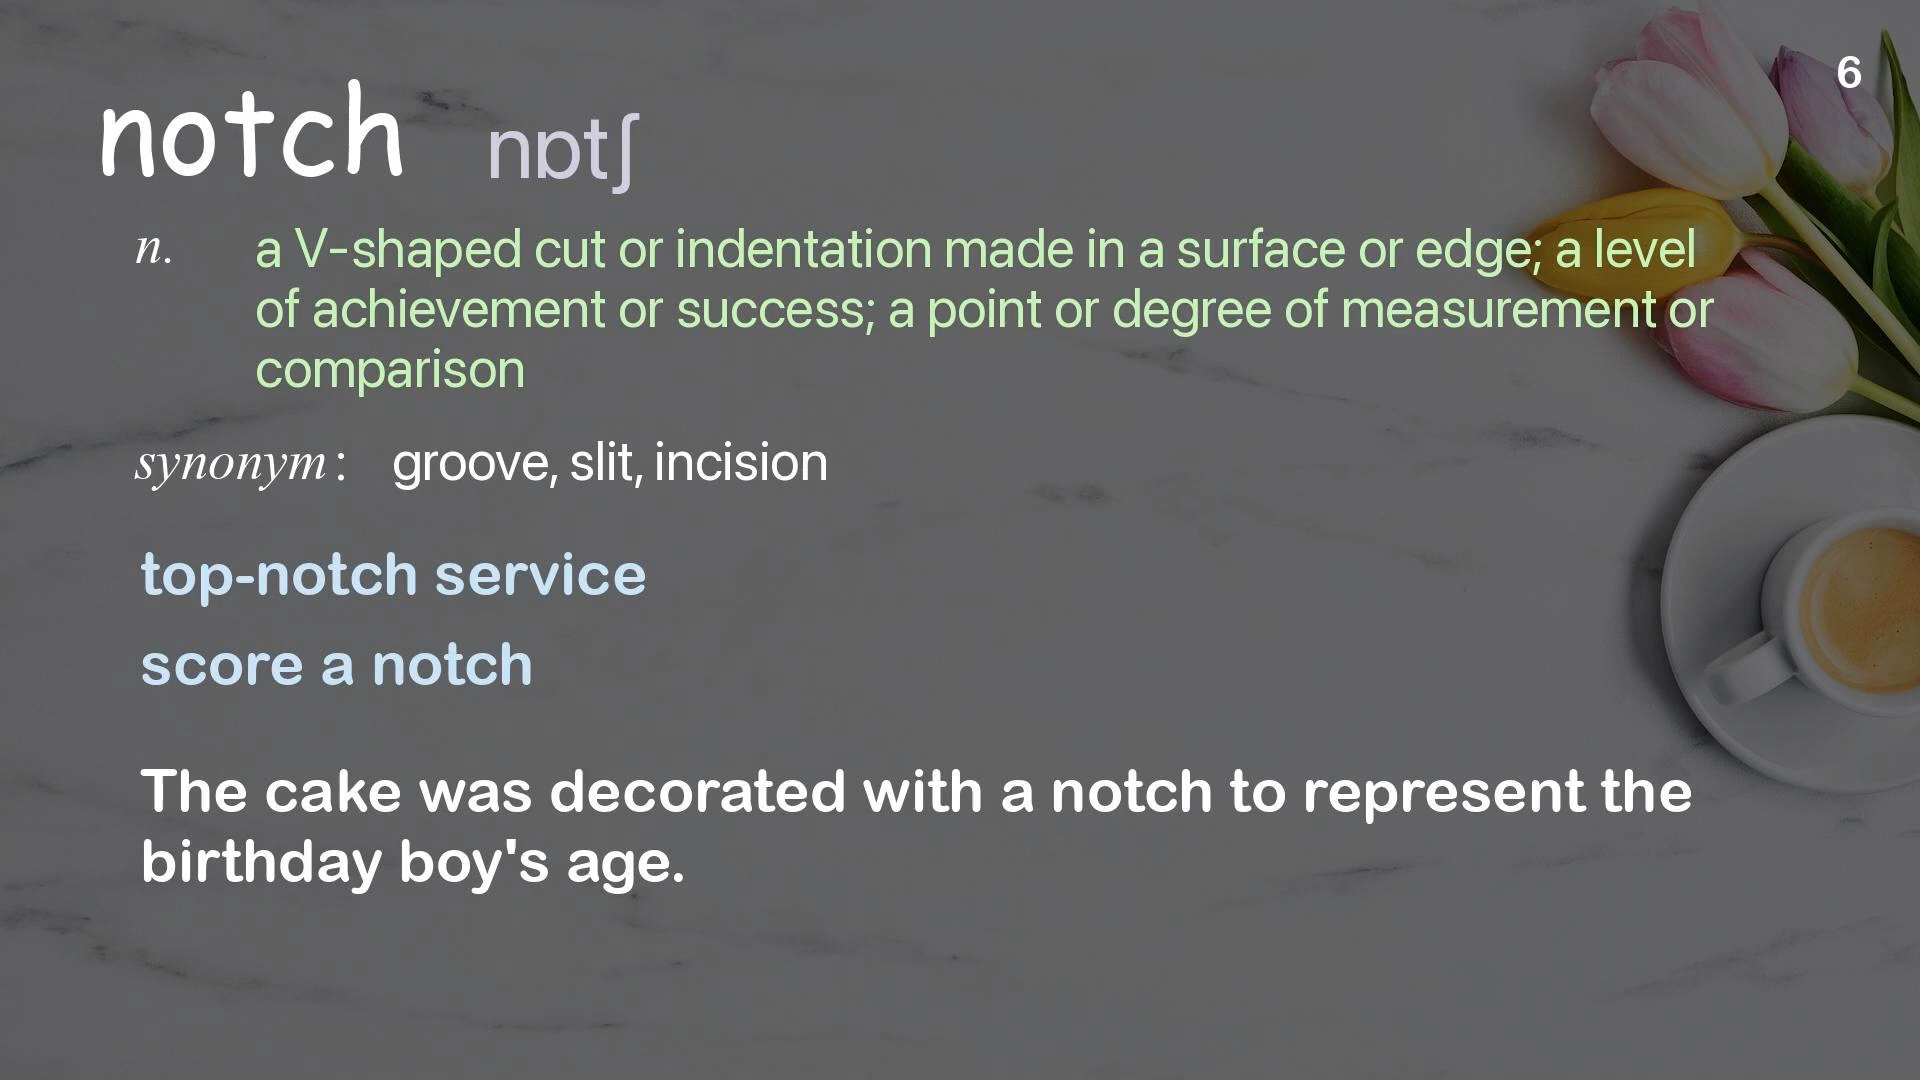 6
notch nɒtʃ
n. a V-shaped cut or indentation made in a surface or edge; a level
of achievement or success; a point or degree of measurement or
comparison
synonym: groove, slit, incision
top-notch service
score a notch
The cake was decorated with a notch to represent the
birthday boy's age.